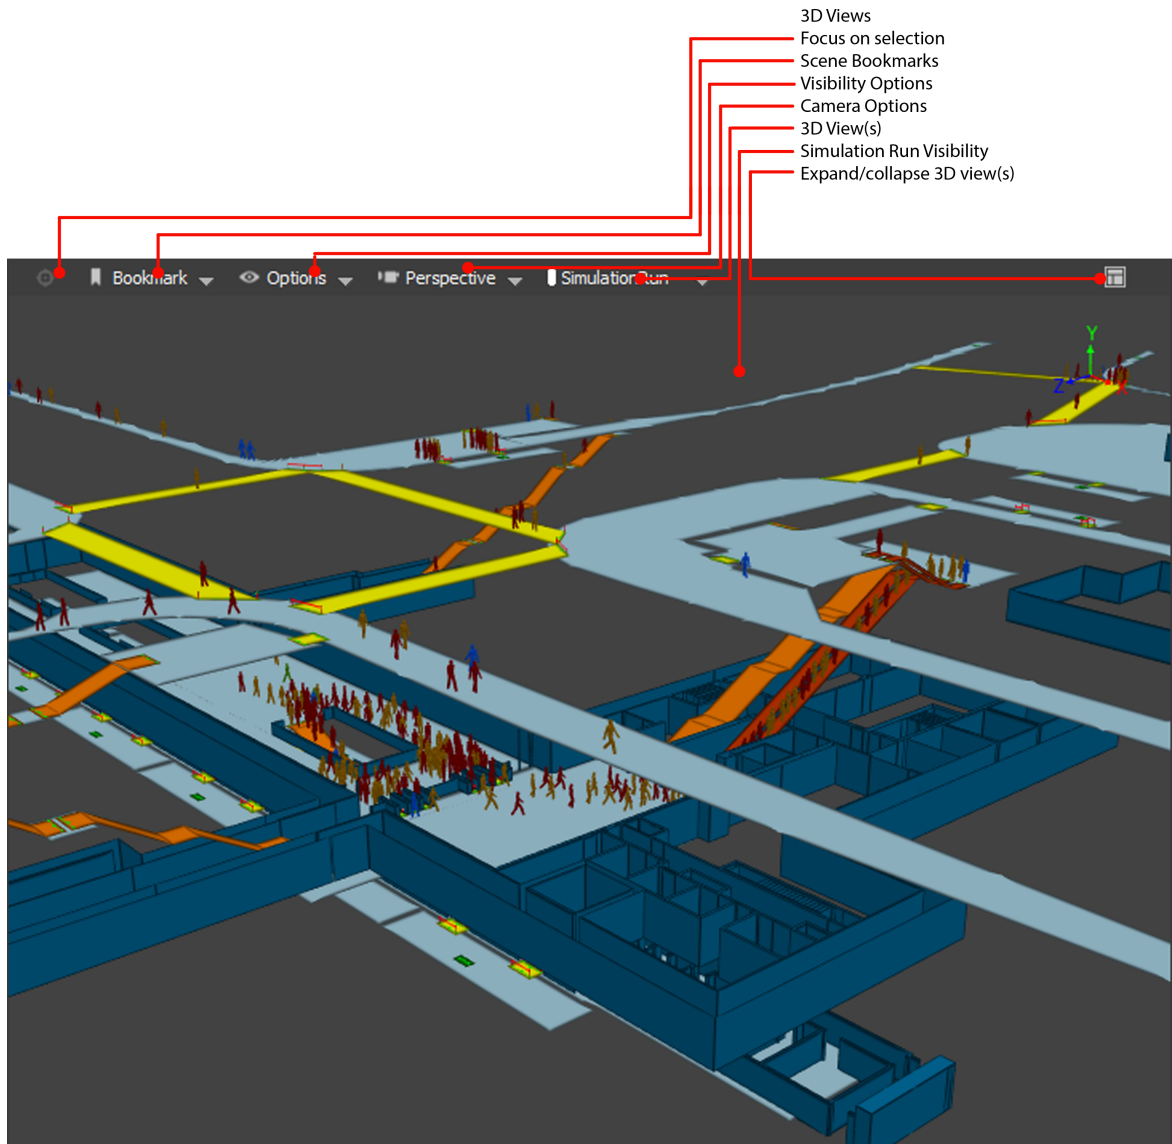 3D Views
Focus on selection
Scene Bookmarks
Visibility Options
Camera Options
3D View(s)
Simulation Run Visibility
Expand/collapse 3D view(s)
Bookmark Options Perspective SimulationRun
Y
Z X